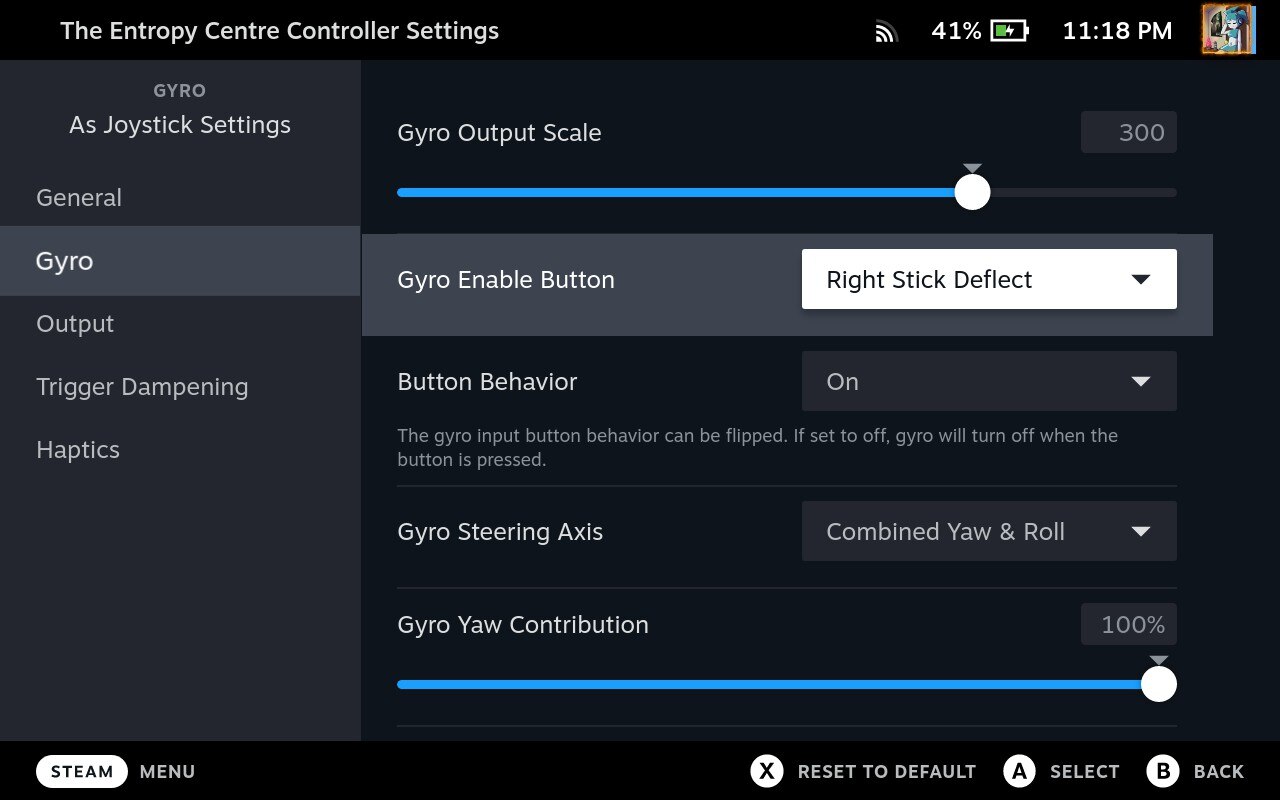 The Entropy Centre Controller Settings
41%
11:18 PM
GYRO
As Joystick Settings
General
Gyro
Output
Trigger Dampening
Haptics
Gyro Output Scale
300
Gyro Enable Button
Right Stick Deflect
Button Behavior
On
The gyro input button behavior can be flipped. If set to off, gyro will turn off when the
button is pressed.
Gyro Steering Axis
Combined Yaw & Roll
Gyro Yaw Contribution
100%
STEAM MENU
X RESET TO DEFAULT
A SELECT
B BACK